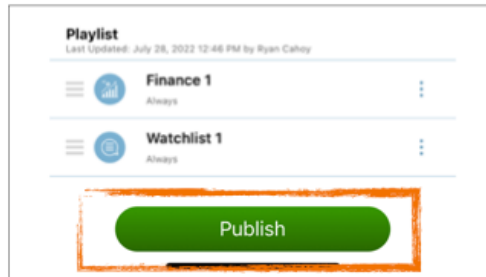 Playlist
Last Updated: July 28, 2022 12:46 PM by Ryan Cahoy
Finance 1
Always
Watchlist 1
Always
Publish